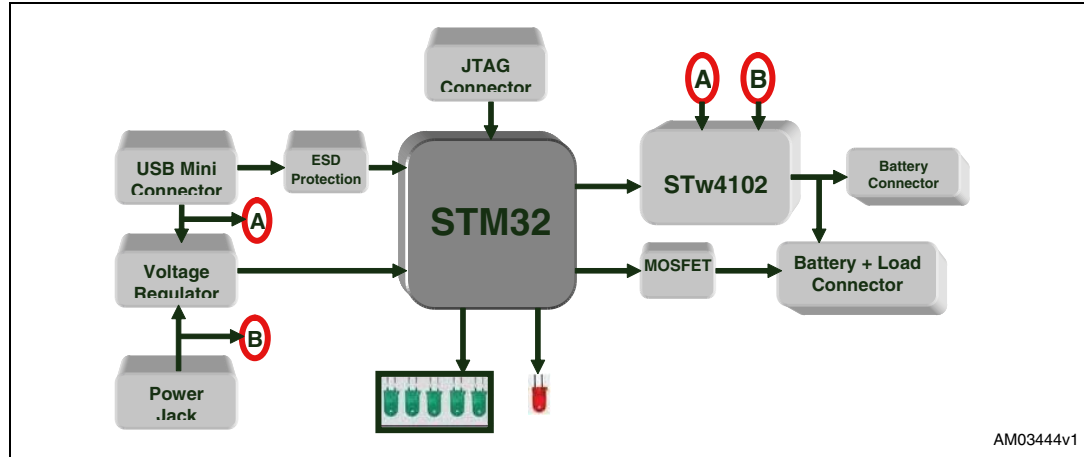 JTAG
Connector
A
B
USB Mini
Connector
ESD
Protection
STM32
STw4102
Battery
Connector
A
Voltage
Regulator
MOSFET
Battery + Load
Connector
B
Power
Jack
AM03444v1